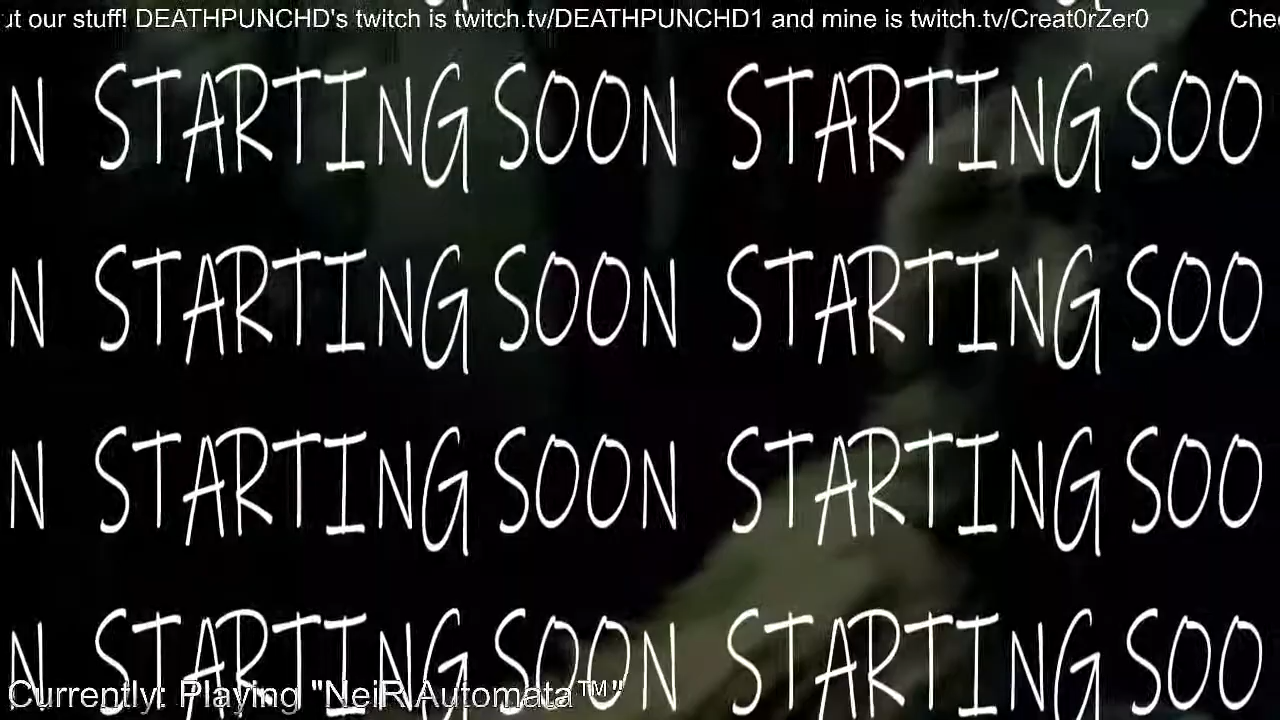 ut our stuff! DEATHPUNCHD's twitch is twitch.tv/DEATHPUNCHD1 and mine is twitch.tv/Creat0rZer0 Chec
N STARTING SOON STARTING SOO
N STARTING SOON STARTING SOO
N STARTING SOON STARTING SOO
N STARTING SOON STARTING SOO
Currently: Playing "NeiR Automata™"